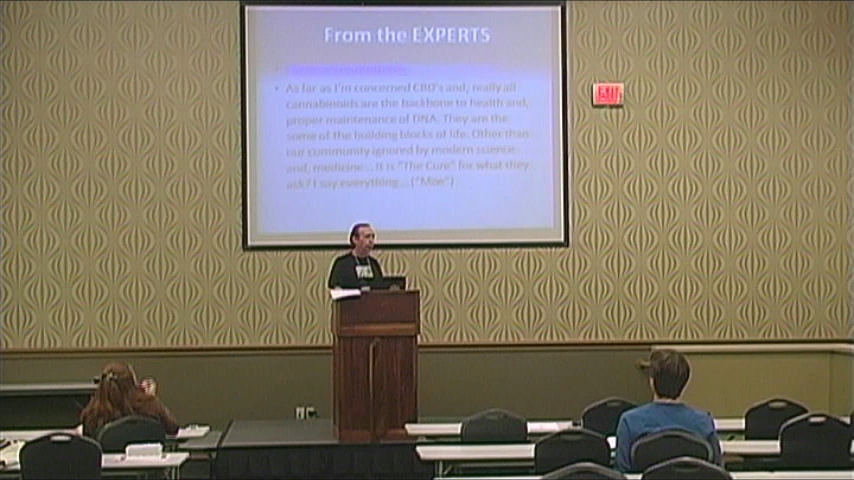 From the EXPERTS
• As far as I'm concerned CBD's and, really all
cannabinoids are the backbone to health and,
proper maintenance of DNA. They are the
some of the building blocks of life. Other than
our community ignored by modern science
and, medicine... It is "The Cure" for what they
ask? I say everything... ("Moe")
EXIT